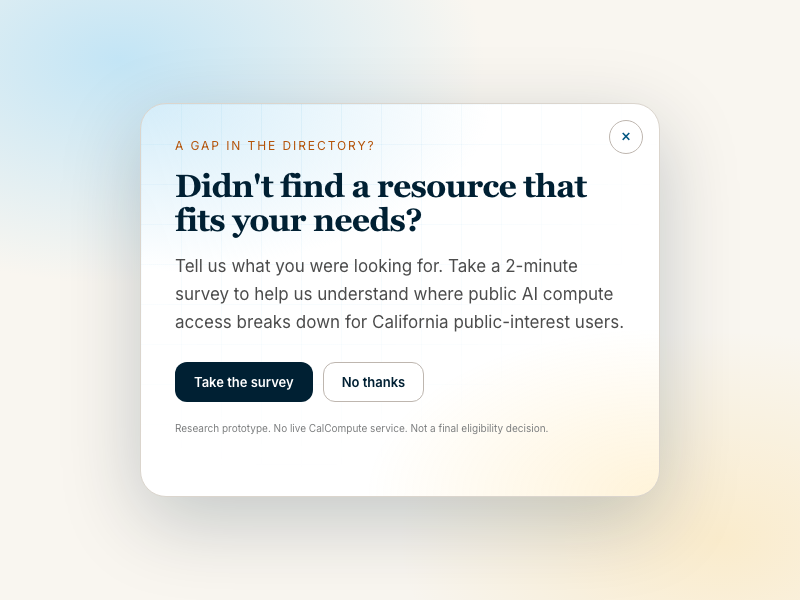 A GAP IN THE DIRECTORY?
×
Didn't find a resource that
fits your needs?
Tell us what you were looking for. Take a 2-minute
survey to help us understand where public AI compute
access breaks down for California public-interest users.
Take the survey
No thanks
Research prototype. No live CalCompute service. Not a final eligibility decision.